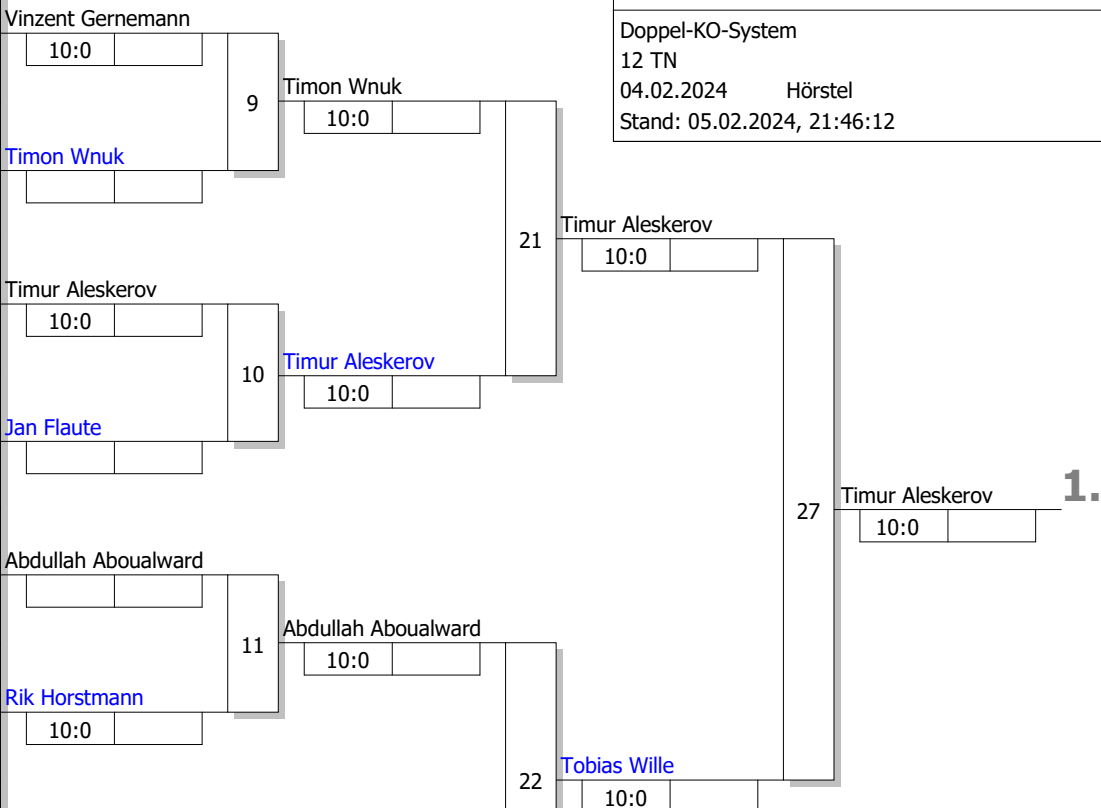 Vinzent Gernemann
10:0
Doppel-KO-System
12 TN
04.02.2024 Hörstel
Stand: 05.02.2024, 21:46:12
9
Timon Wnuk
10:0
Timon Wnuk
21
Timur Aleskerov
10:0
Timur Aleskerov
10:0
10
Timur Aleskerov
10:0
Jan Flaute
27
Timur Aleskerov
1.
10:0
Abdullah Aboualward
11
Abdullah Aboualward
10:0
Rik Horstmann
10:0
22
Tobias Wille
10:0